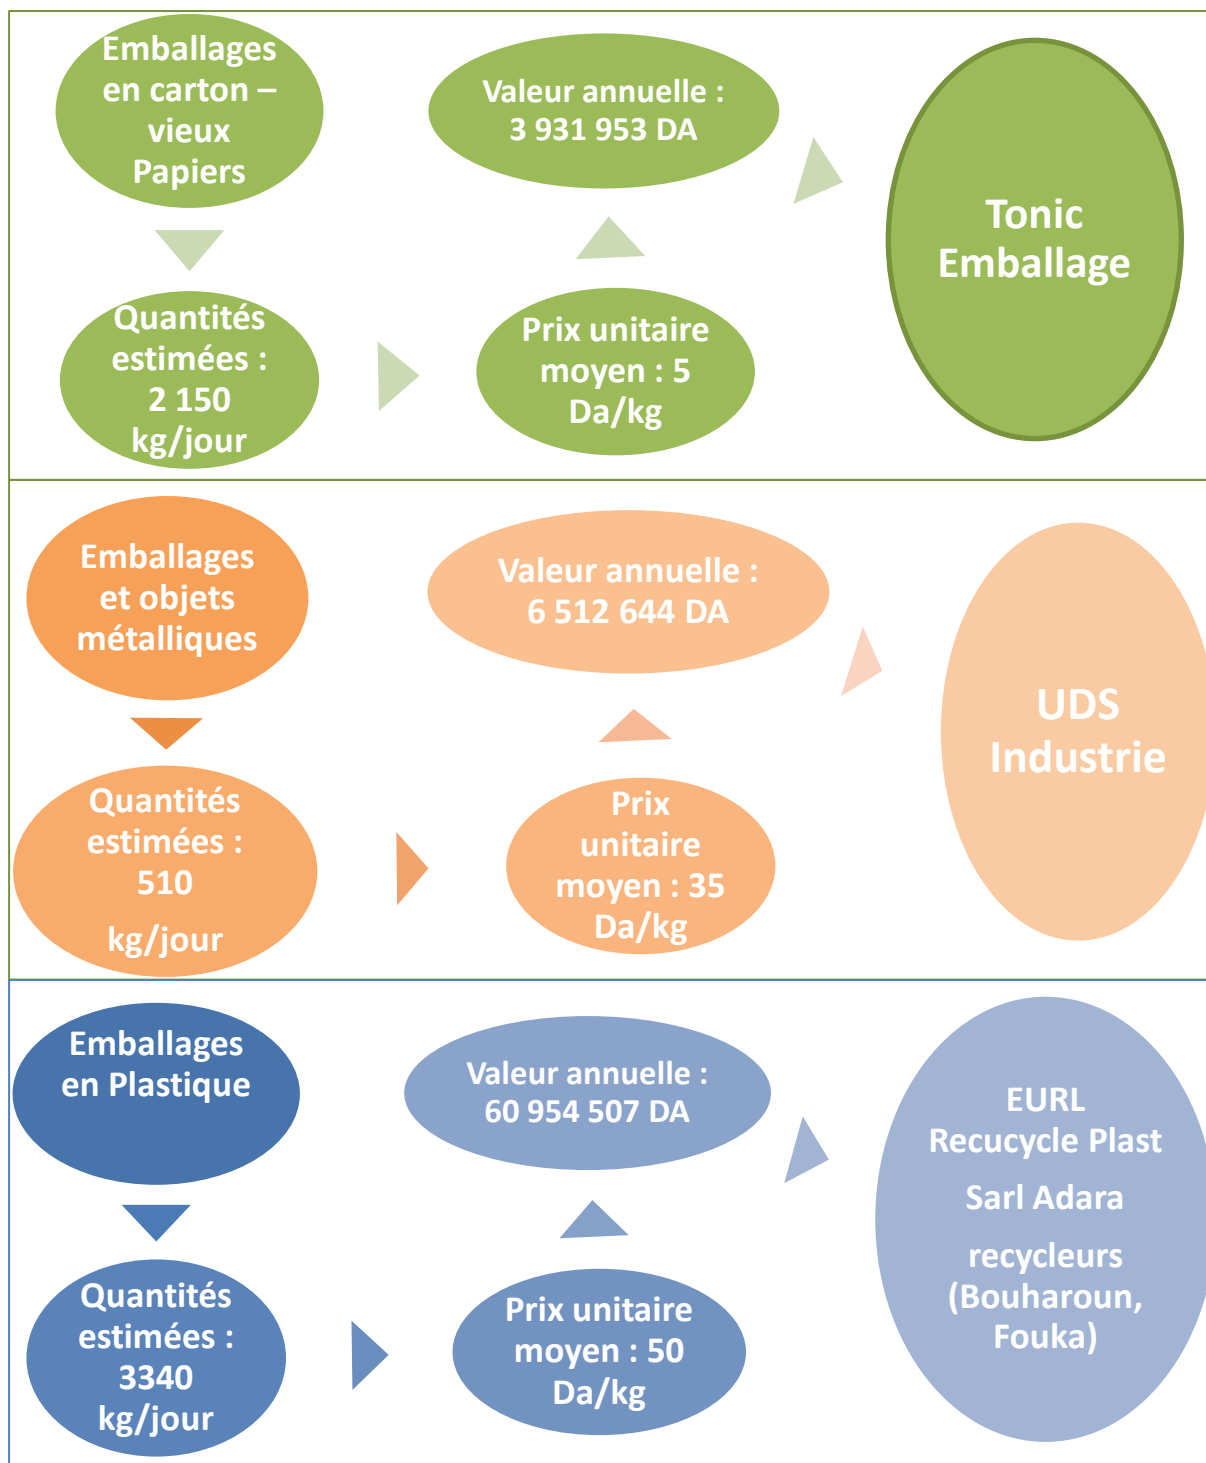 Emballages
en carton –
vieux
Papiers
Quantités
estimées :
2 150
kg/jour
Prix unitaire
moyen : 5
Da/kg
Valeur annuelle :
3 931 953 DA
Tonic
Emballage
Emballages
et objets
métalliques
Quantités
estimées :
510
kg/jour
Prix
unitaire
moyen : 35
Da/kg
Valeur annuelle :
6 512 644 DA
UDS
Industrie
Emballages
en Plastique
Quantités
estimées :
3340
kg/jour
Prix unitaire
moyen : 50
Da/kg
Valeur annuelle :
60 954 507 DA
EURL
Recucycle Plast
Sarl Adara
recycleurs
(Bouharoun,
Fouka)